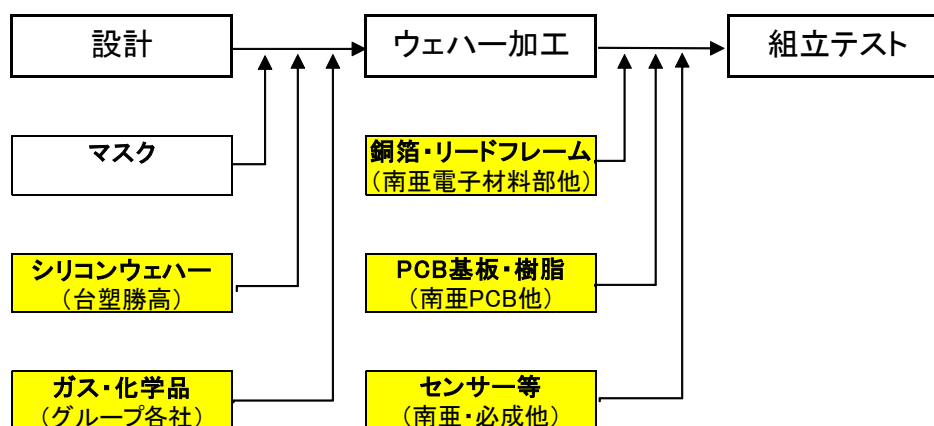 設計
ウェハー加工
組立テスト
マスク
銅箔・リードフレーム
（南亜電子材料部他）
シリコンウェハー
（台塑勝高）
PCB基板・樹脂
（南亜PCB他）
ガス・化学品
（グループ各社）
センサー等
（南亜・必成他）